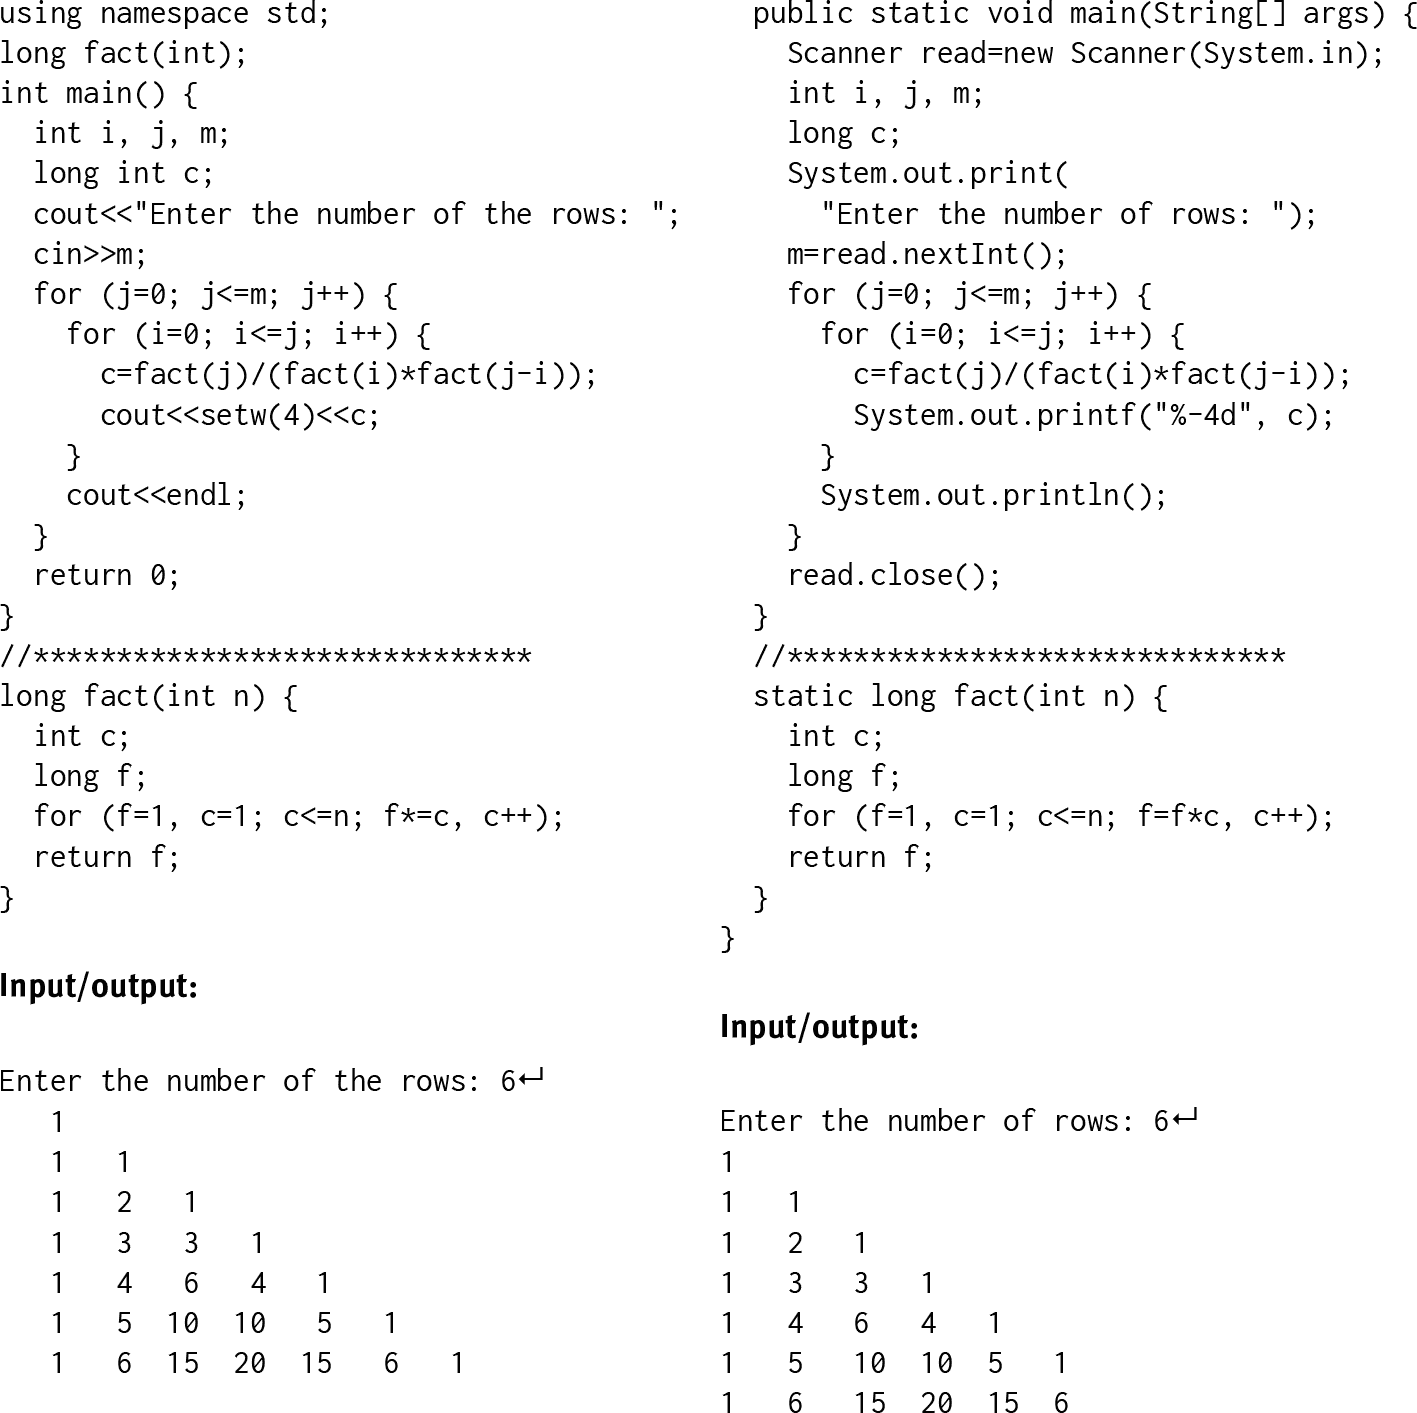 using namespace std;
long fact(int);
int main() {
  int i, j, m;
  long int c;
  cout<<"Enter the number of the rows: ";
  cin>>m;
  for (j=0; j<=m; j++) {
    for (i=0; i<=j; i++) {
      c=fact(j)/(fact(i)*fact(j-i));
      cout<<setw(4)<<c;
    }
    cout<<endl;
  }
  return 0;
}
//******************************
long fact(int n) {
  int c;
  long f;
  for (f=1, c=1; c<=n; f*=c, c++);
  return f;
}
Input/output:
Enter the number of the rows: 6↵
   1
   1   1
   1   2   1
   1   3   3   1
   1   4   6   4   1
   1   5  10  10   5   1
   1   6  15  20  15   6   1
  public static void main(String[] args) {
    Scanner read=new Scanner(System.in);
    int i, j, m;
    long c;
    System.out.print(
      "Enter the number of rows: ");
    m=read.nextInt();
    for (j=0; j<=m; j++) {
      for (i=0; i<=j; i++) {
        c=fact(j)/(fact(i)*fact(j-i));
        System.out.printf("%-4d", c);
      }
      System.out.println();
    }
    read.close();
  }
  //******************************
  static long fact(int n) {
    int c;
    long f;
    for (f=1, c=1; c<=n; f=f*c, c++);
    return f;
  }
}
Input/output:
Enter the number of rows: 6↵
1
1   1
1   2   1
1   3   3   1
1   4   6   4   1
1   5   10  10  5   1
1   6   15  20  15  6